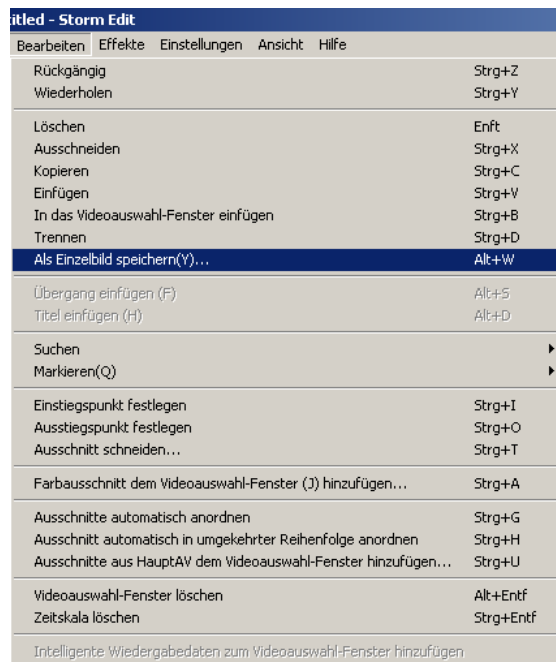 itled - Storm Edit
Bearbeiten Effekte Einstellungen Ansicht Hilfe
Rückgängig Strg+Z
Wiederholen Strg+Y
Löschen Enft
Ausschneiden Strg+X
Kopieren Strg+C
Einfügen Strg+V
In das Videoauswahl-Fenster einfügen Strg+B
Trennen Strg+D
Als Einzelbild speichern(Y)... Alt+W
Übergang einfügen (F) Alt+S
Titel einfügen (H) Alt+D
Suchen
Markieren(Q)
Einstiegspunkt festlegen Strg+I
Ausstiegspunkt festlegen Strg+O
Ausschnitt schneiden... Strg+T
Farbausschnitt dem Videoauswahl-Fenster (J) hinzufügen... Strg+A
Ausschnitte automatisch anordnen Strg+G
Ausschnitt automatisch in umgekehrter Reihenfolge anordnen Strg+H
Ausschnitte aus HauptAV dem Videoauswahl-Fenster hinzufügen... Strg+U
Videoauswahl-Fenster löschen Alt+Entf
Zeitskala löschen Strg+Entf
Intelligente Wiedergabedaten zum Videoauswahl-Fenster hinzufügen